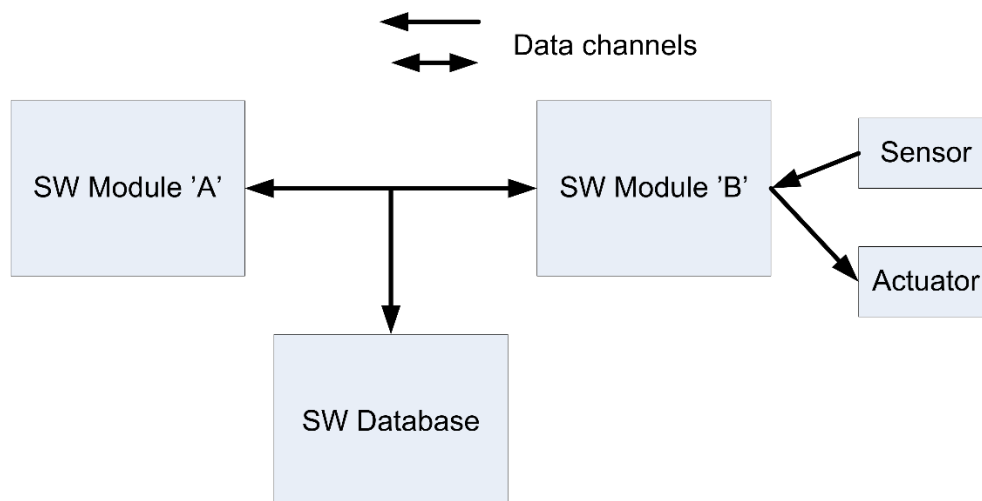 Data channels
SW Module ’A’
SW Module ’B’
Sensor
Actuator
SW Database